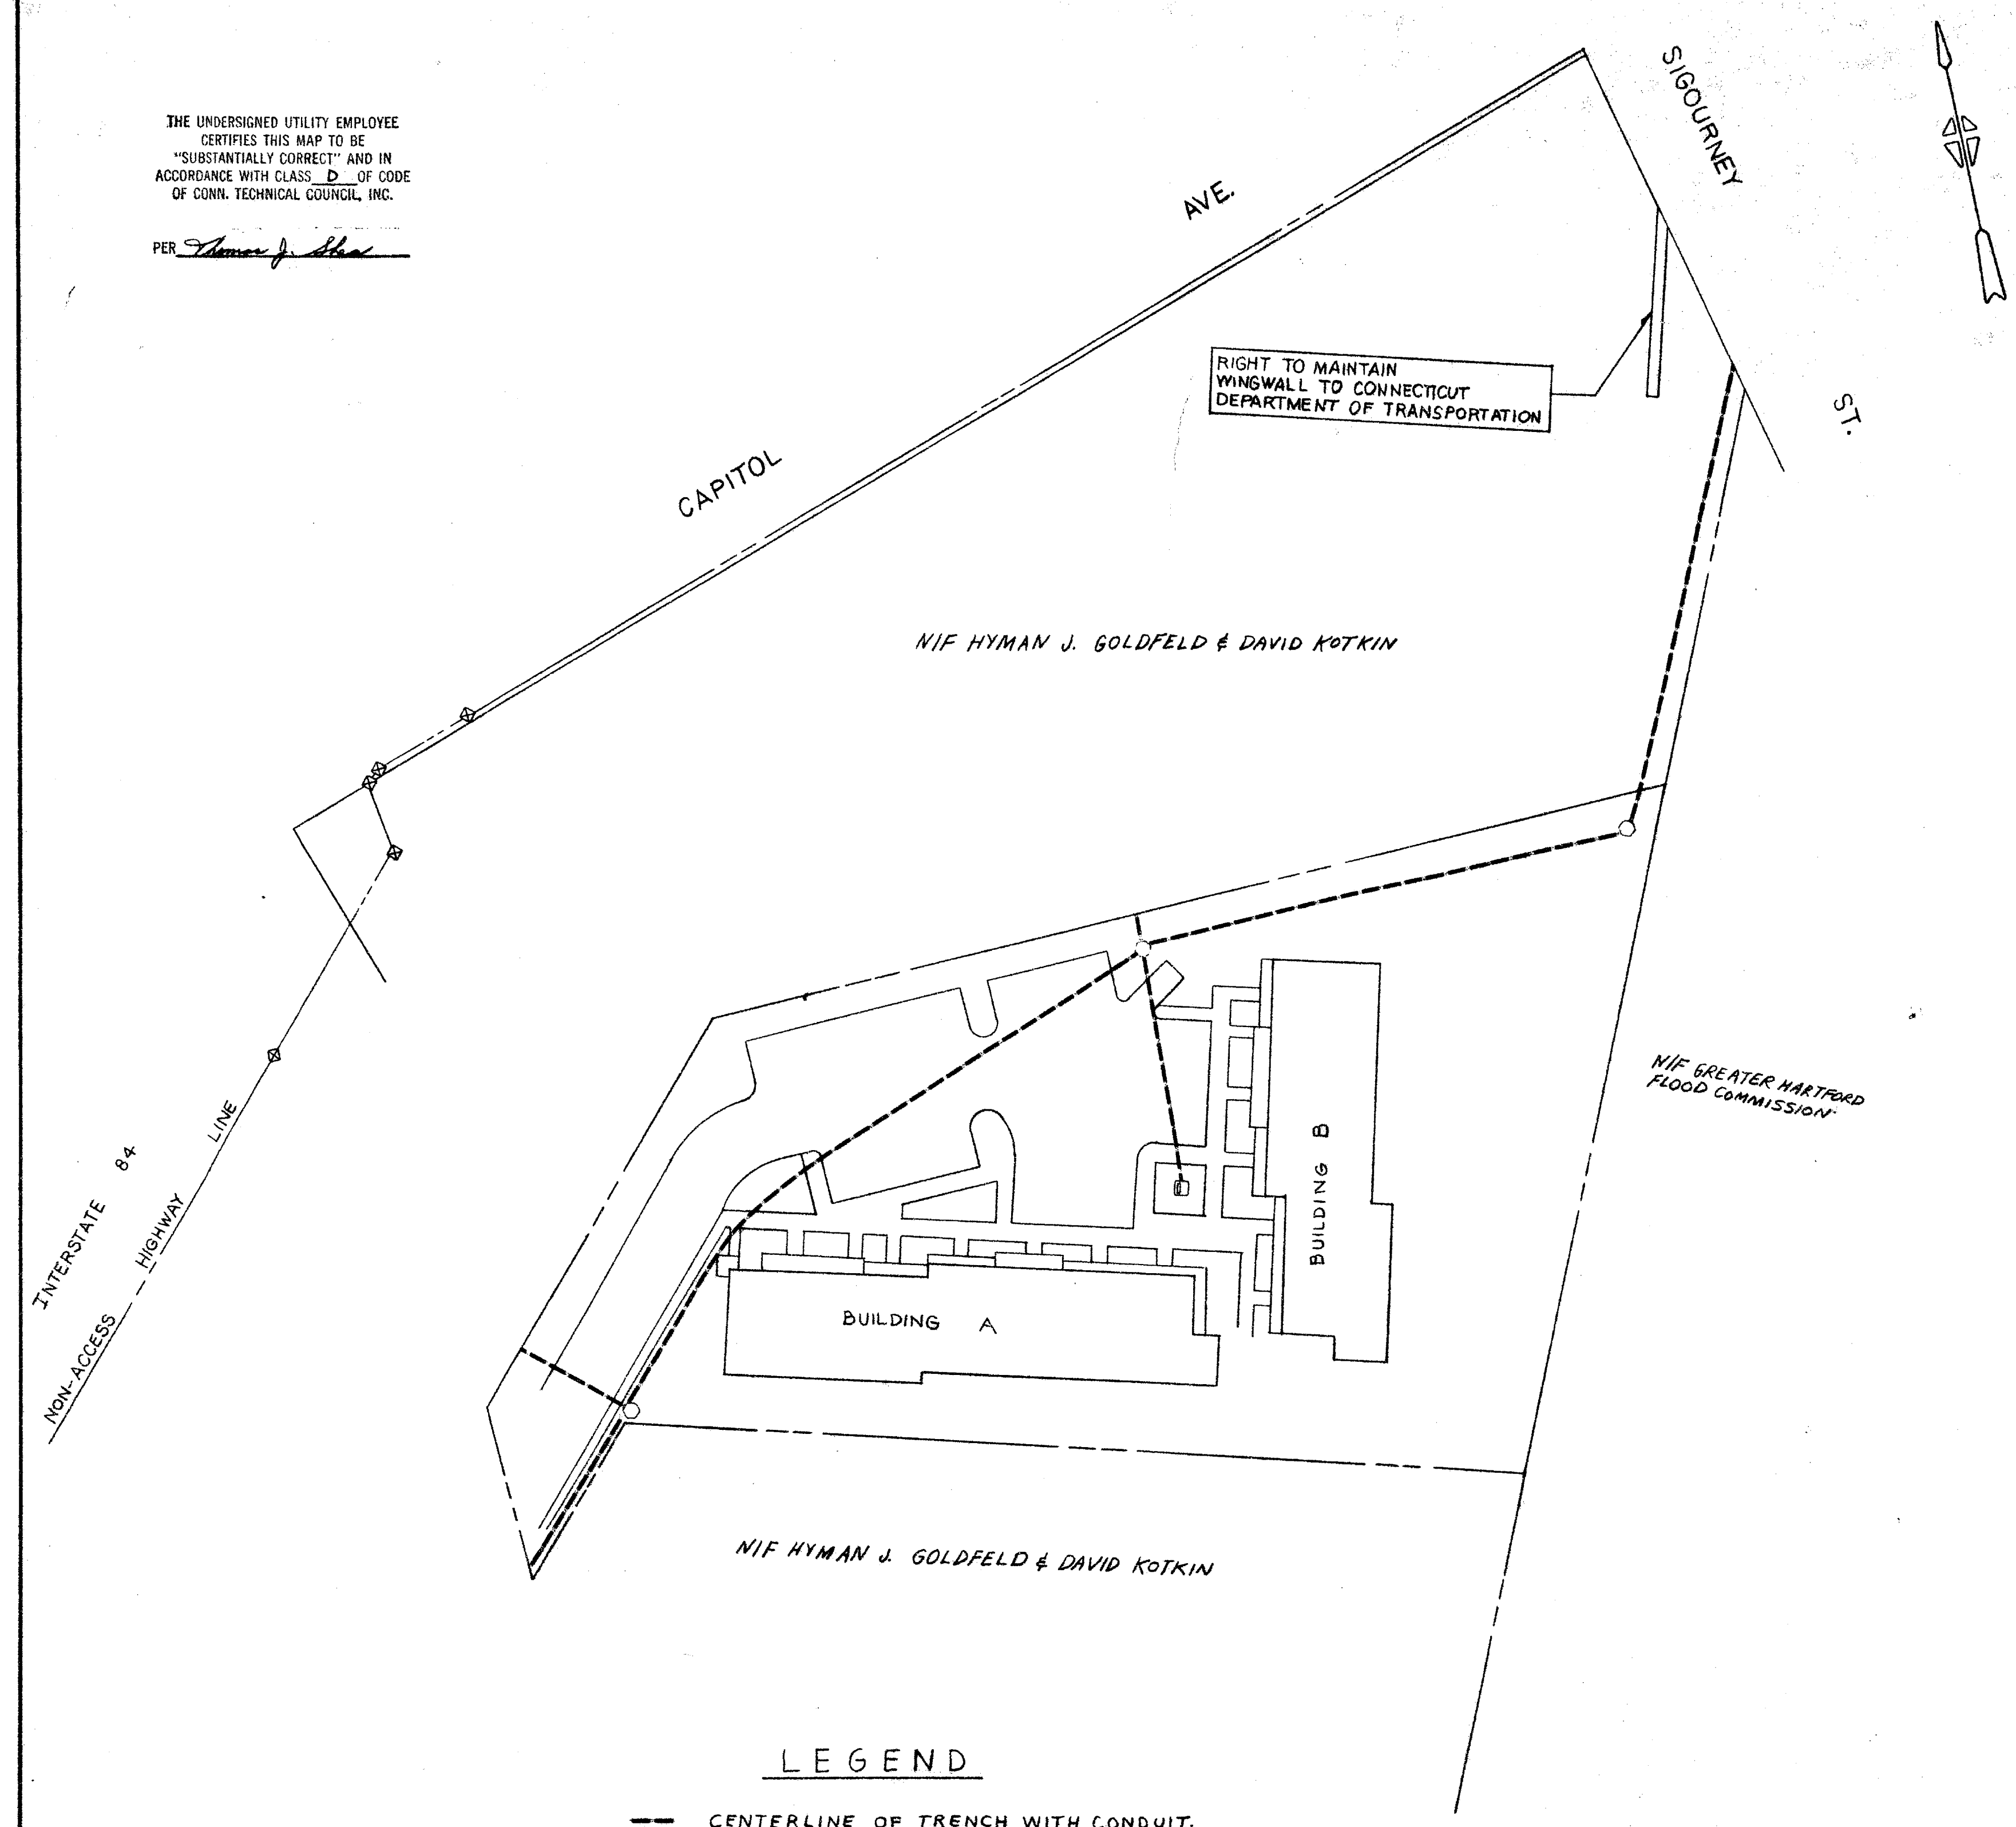 THE UNDERSIGNED UTILITY EMPLOYEE
CERTIFIES THIS MAP TO BE
"SUBSTANTIALLY CORRECT" AND IN
ACCORDANCE WITH CLASS D OF CODE
OF CONN. TECHNICAL COUNCIL, INC.
PER Thomas J. Shea
SIGOURNEY
ST.
CAPITOL
AVE.
RIGHT TO MAINTAIN
WINGWALL TO CONNECTICUT
DEPARTMENT OF TRANSPORTATION
N/F HYMAN J. GOLDFELD & DAVID KOTKIN
N/F GREATER HARTFORD
FLOOD COMMISSION
INTERSTATE 84
NON-ACCESS HIGHWAY LINE
BUILDING B
BUILDING A
N/F HYMAN J. GOLDFELD & DAVID KOTKIN
LEGEND
CENTERLINE OF TRENCH WITH CONDUIT.